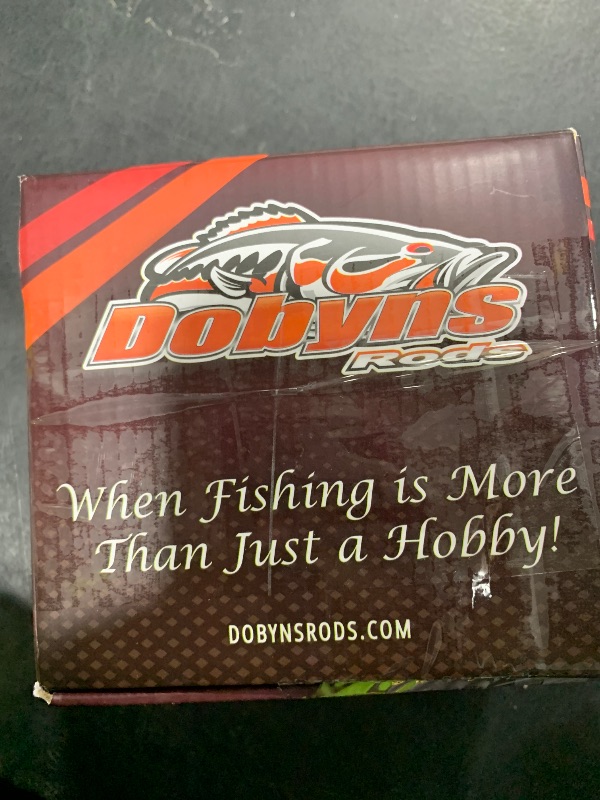 Dobyns
Rods
When Fishing is More
Than Just a Hobby!
DOBYNSRODS.COM